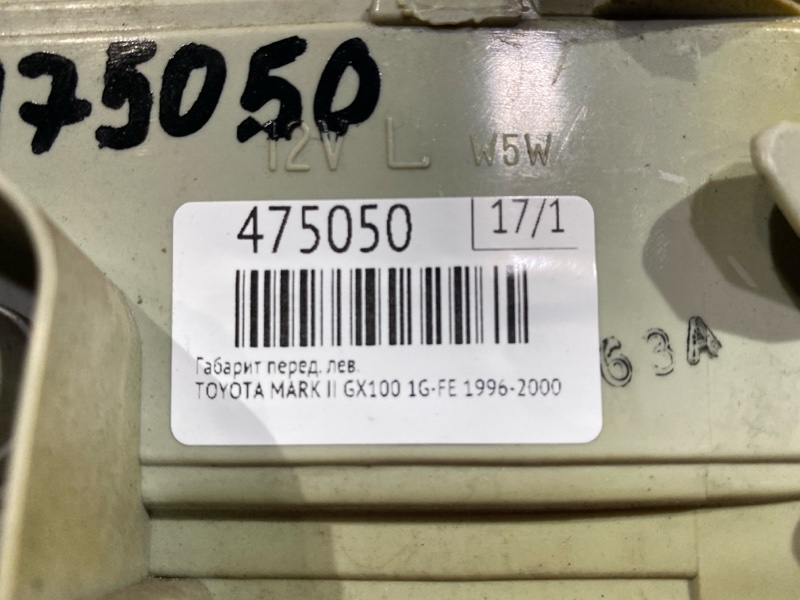 475050
12V L W5W
475050 17/1
Габарит перед. лев.
TOYOTA MARK II GX100 1G-FE 1996-2000
63A